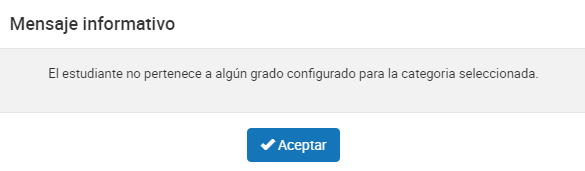 Mensaje informativo
El estudiante no pertenece a algún grado configurado para la categoria seleccionada.
Aceptar